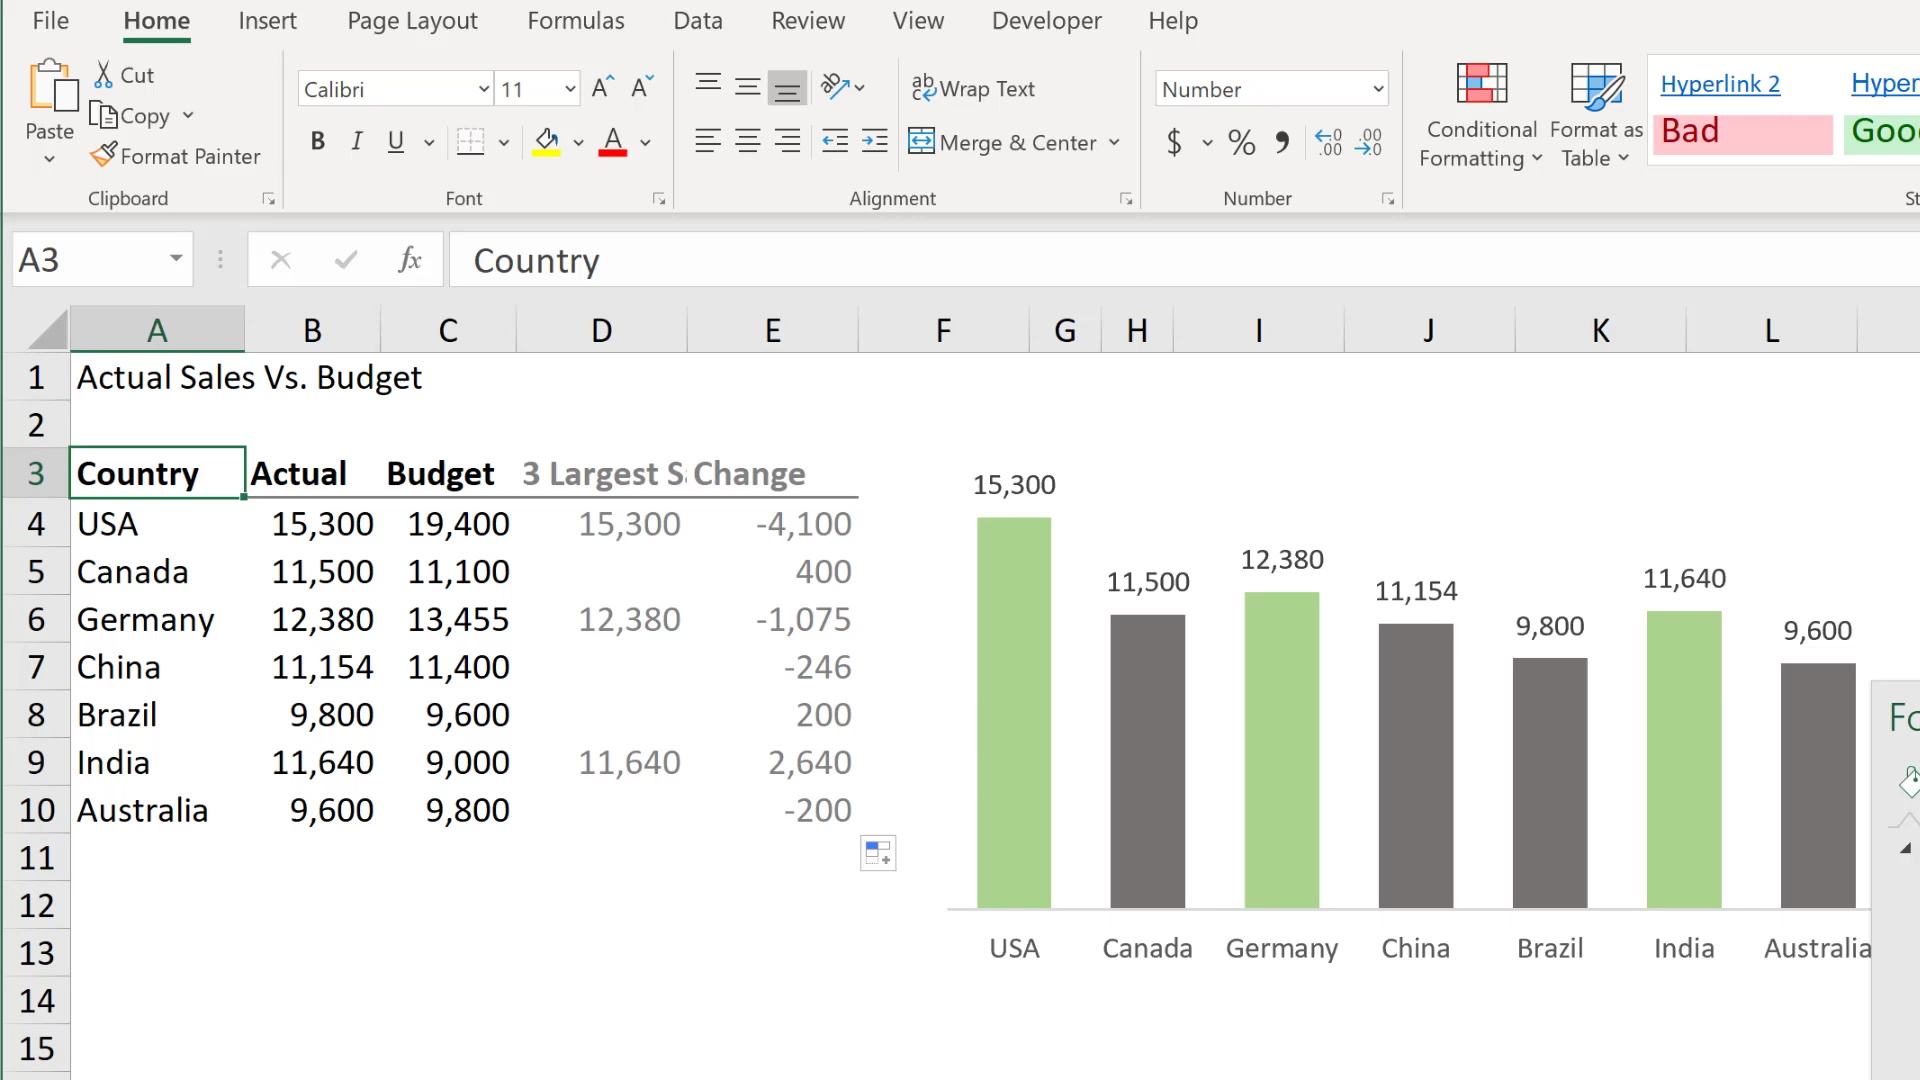 File Home Insert Page Layout Formulas Data Review View Developer Help
Paste
Cut
Copy
Format Painter
Clipboard
Calibri 11
B I U
Font
Wrap Text
Merge & Center
Alignment
Number
$ %
Number
Conditional Formatting
Format as Table
Hyperlink 2
Bad
A3 fx Country
A B C D E F G H I J K L
1 Actual Sales Vs. Budget
2
3 Country Actual Budget 3 Largest Change
4 USA 15,300 19,400 15,300 -4,100
5 Canada 11,500 11,100 400
6 Germany 12,380 13,455 12,380 -1,075
7 China 11,154 11,400 -246
8 Brazil 9,800 9,600 200
9 India 11,640 9,000 11,640 2,640
10 Australia 9,600 9,800 -200
11
12
13
14
15
15,300 11,500 12,380 11,154 9,800 11,640 9,600
USA Canada Germany China Brazil India Australia